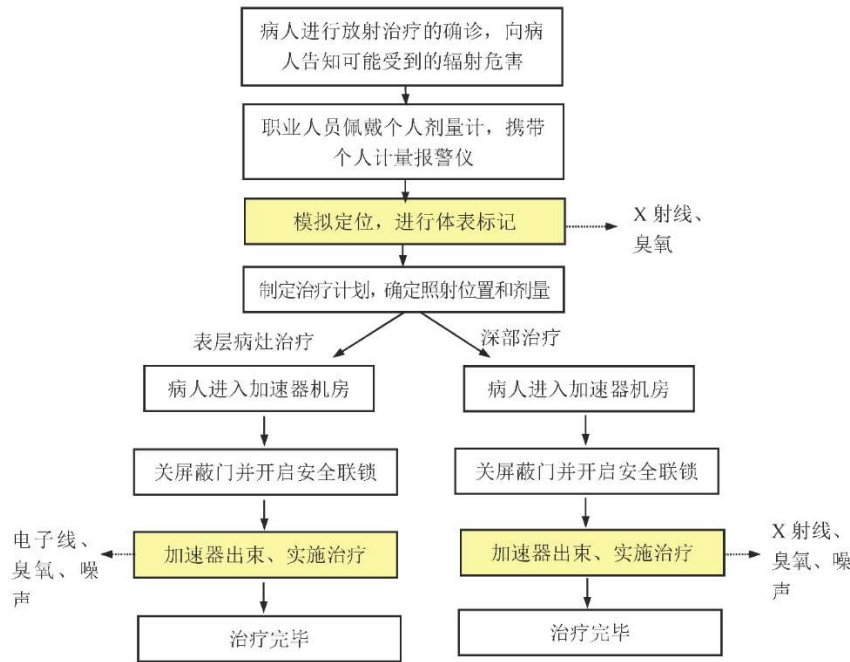 病人进行放射治疗的确诊，向病
人告知可能受到的辐射危害
职业人员佩戴个人剂量计，携带
个人计量报警仪
模拟定位，进行体表标记
X 射线、
臭氧
制定治疗计划，确定照射位置和剂量
表层病灶治疗
深部治疗
病人进入加速器机房
病人进入加速器机房
关屏蔽门并开启安全联锁
关屏蔽门并开启安全联锁
电子线、
臭氧、噪
声
加速器出束、实施治疗
加速器出束、实施治疗
X 射线、
臭氧、噪
声
治疗完毕
治疗完毕